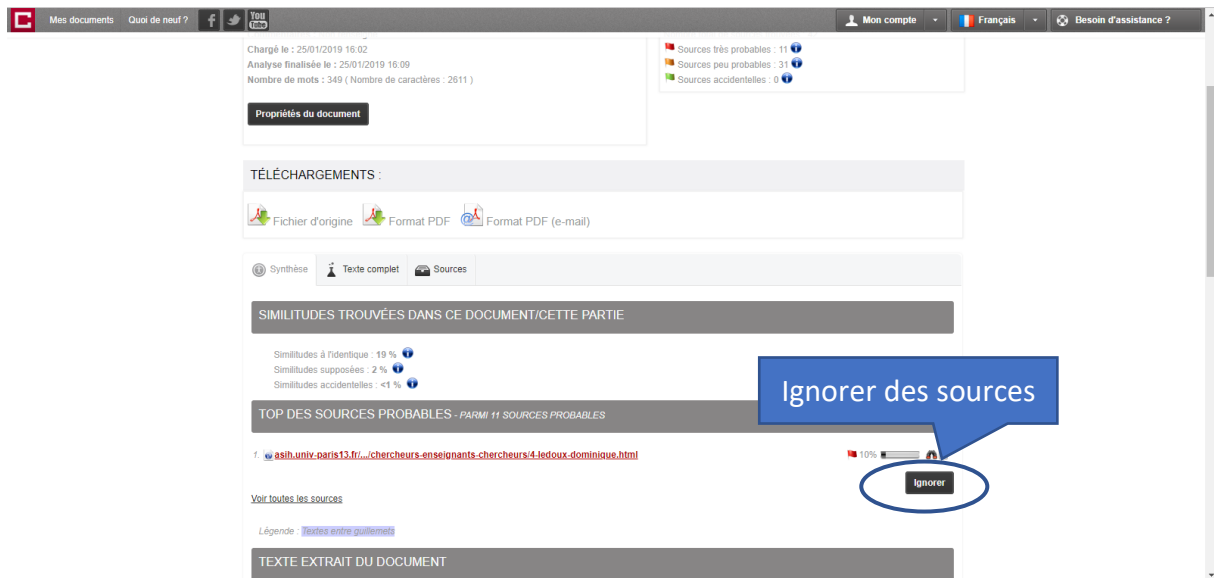 C Mes documents Quoi de neuf ? f You Tube Mon compte Français Besoin d'assistance ?
Chargé le : 25/01/2019 16:02
Analyse finalisée le : 25/01/2019 16:09
Nombre de mots : 349 ( Nombre de caractères : 2611 )
Sources très probables : 11
Sources peu probables : 31
Sources accidentelles : 0
Propriétés du document
TÉLÉCHARGEMENTS :
Fichier d'origine Format PDF Format PDF (e-mail)
Synthèse Texte complet Sources
SIMILITUDES TROUVÉES DANS CE DOCUMENT/CETTE PARTIE
Similitudes à l'identique : 19 %
Similitudes supposées : 2 %
Similitudes accidentelles : <1 %
Ignorer des sources
TOP DES SOURCES PROBABLES - PARMI 11 SOURCES PROBABLES
1. asih.univ-paris13.fr/.../chercheurs-enseignants-chercheurs/4-ledoux-dominique.html 10%
Ignorer
Voir toutes les sources
Légende : Textes entre guillemets
TEXTE EXTRAIT DU DOCUMENT